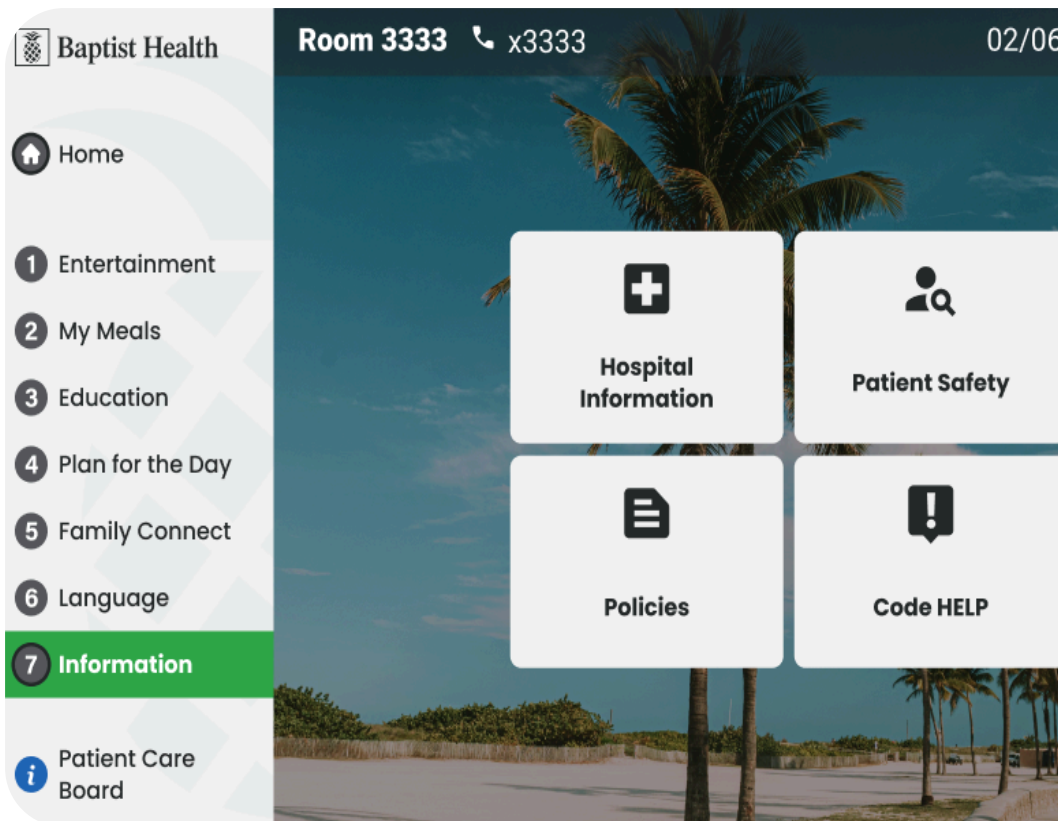 Baptist Health
Room 3333 x3333 02/06
Home
1 Entertainment
2 My Meals
3 Education
4 Plan for the Day
5 Family Connect
6 Language
7 Information
i Patient Care
Board
Hospital
Information
Patient Safety
Policies
Code HELP